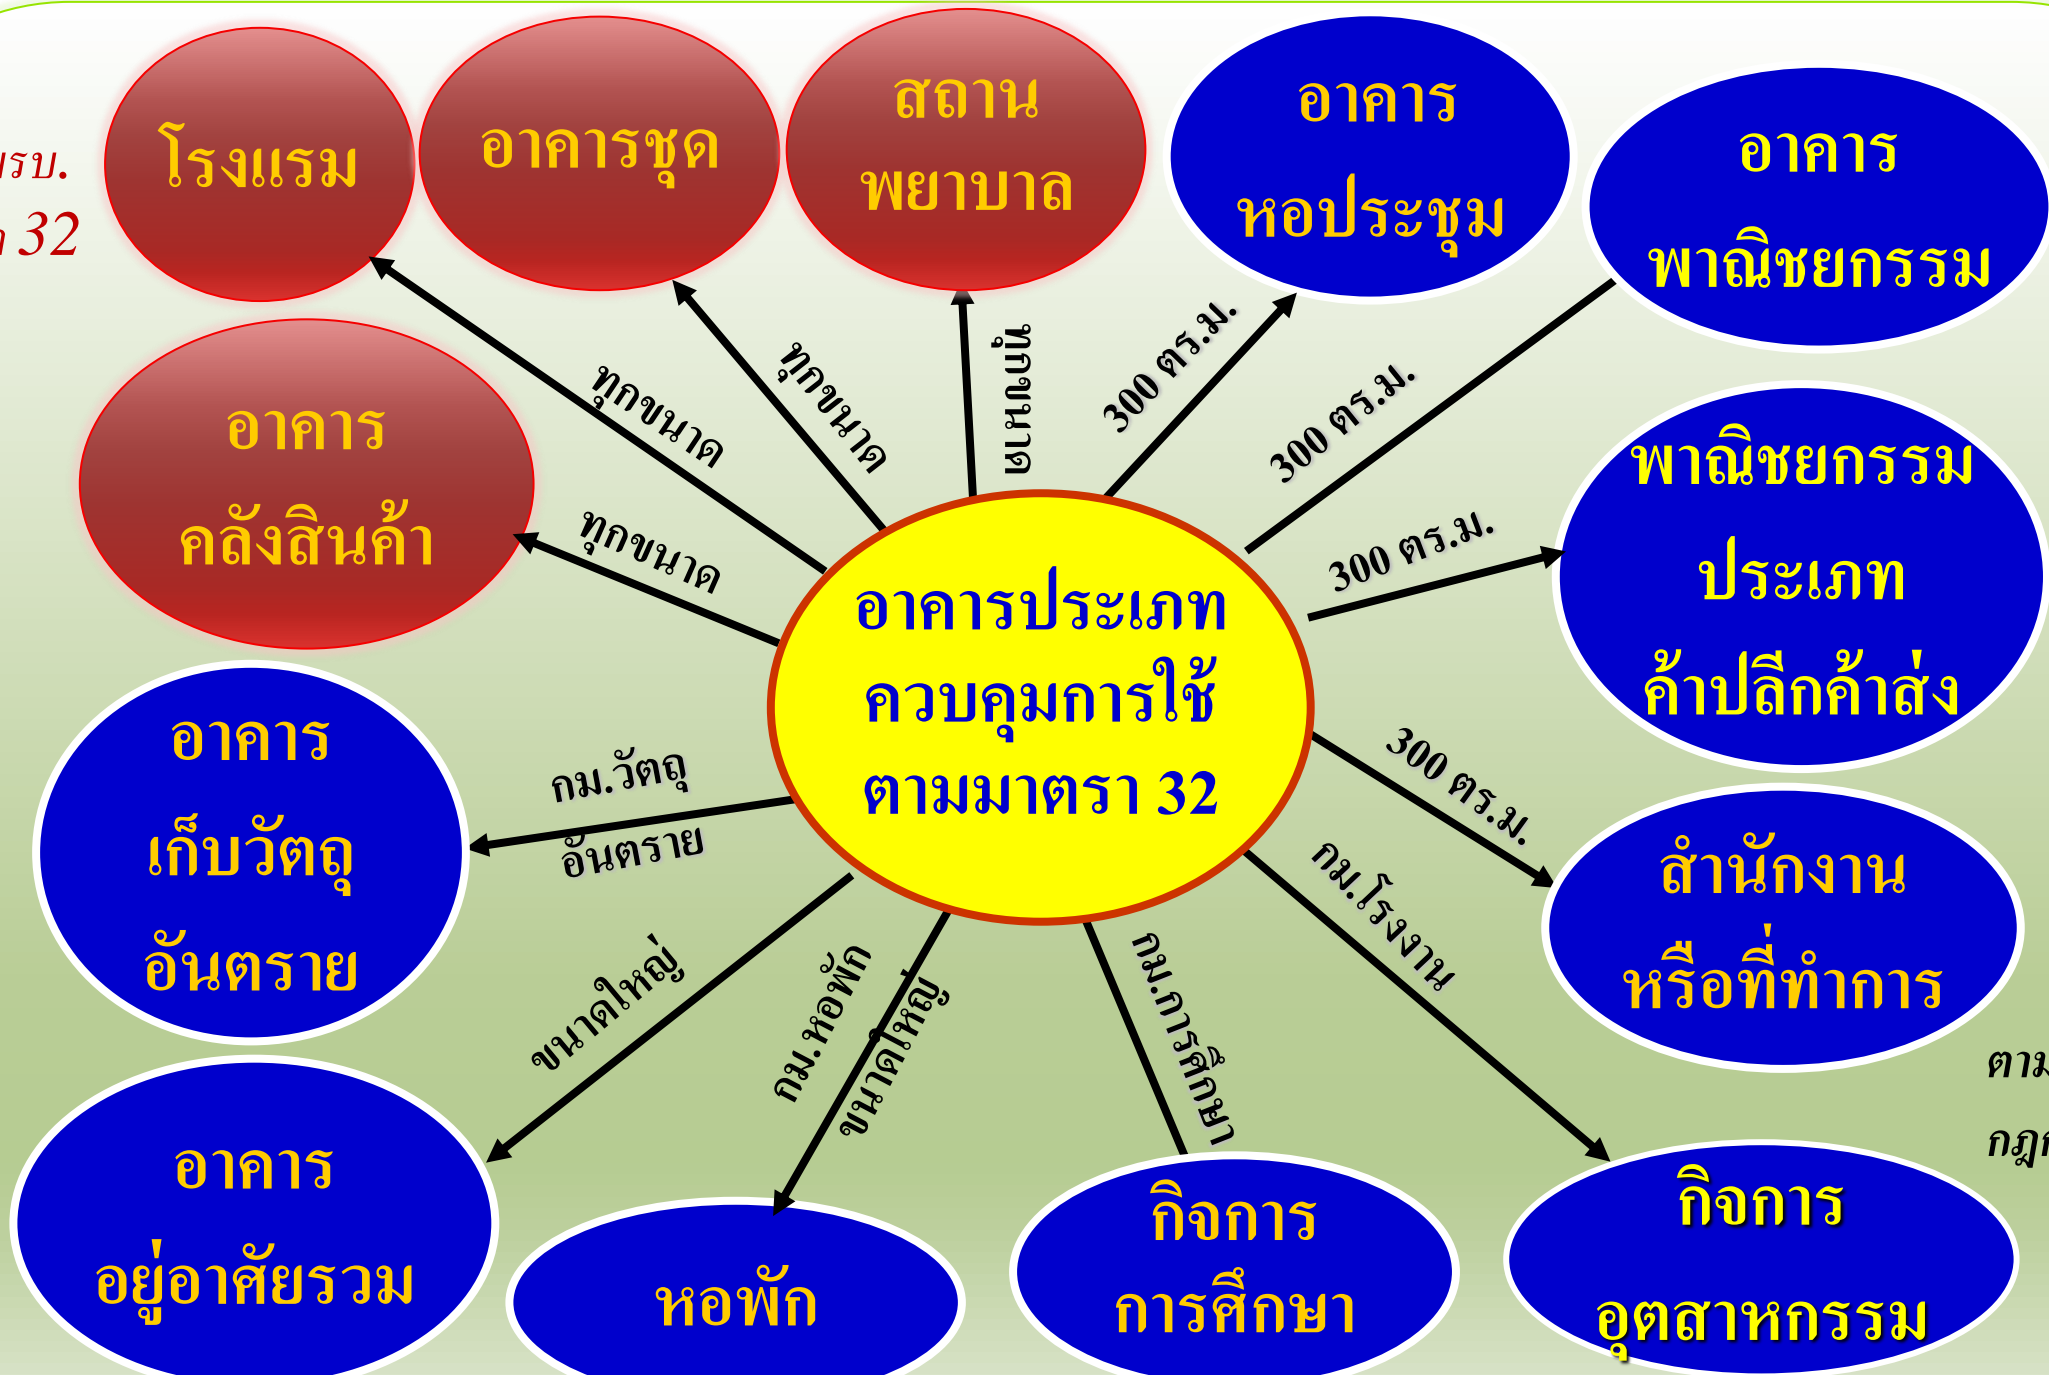 โรงแรม
อาคารชุด
สถาน
พยาบาล
อาคาร
หอประชุม
อาคาร
พาณิชยกรรม
พรบ.
32
อาคาร
คลังสินค้า
ทุกขนาด
ทุกขนาด
ทุกขนาด
ทุกขนาด
300 ตร.ม.
300 ตร.ม.
300 ตร.ม.
300 ตร.ม.
พาณิชยกรรม
ประเภท
ค้าปลีกค้าส่ง
อาคารประเภท
ควบคุมการใช้
ตามมาตรา 32
อาคาร
เก็บวัตถุ
อันตราย
กม.วัตถุ
อันตราย
สำนักงาน
หรือที่ทำการ
ขนาดใหญ่
กม.หอพัก
ขนาดใหญ่
กม.การศึกษา
กม.โรงงาน
ตาม
อาคาร
อยู่อาศัยรวม
หอพัก
กิจการ
การศึกษา
กิจการ
อุตสาหกรรม